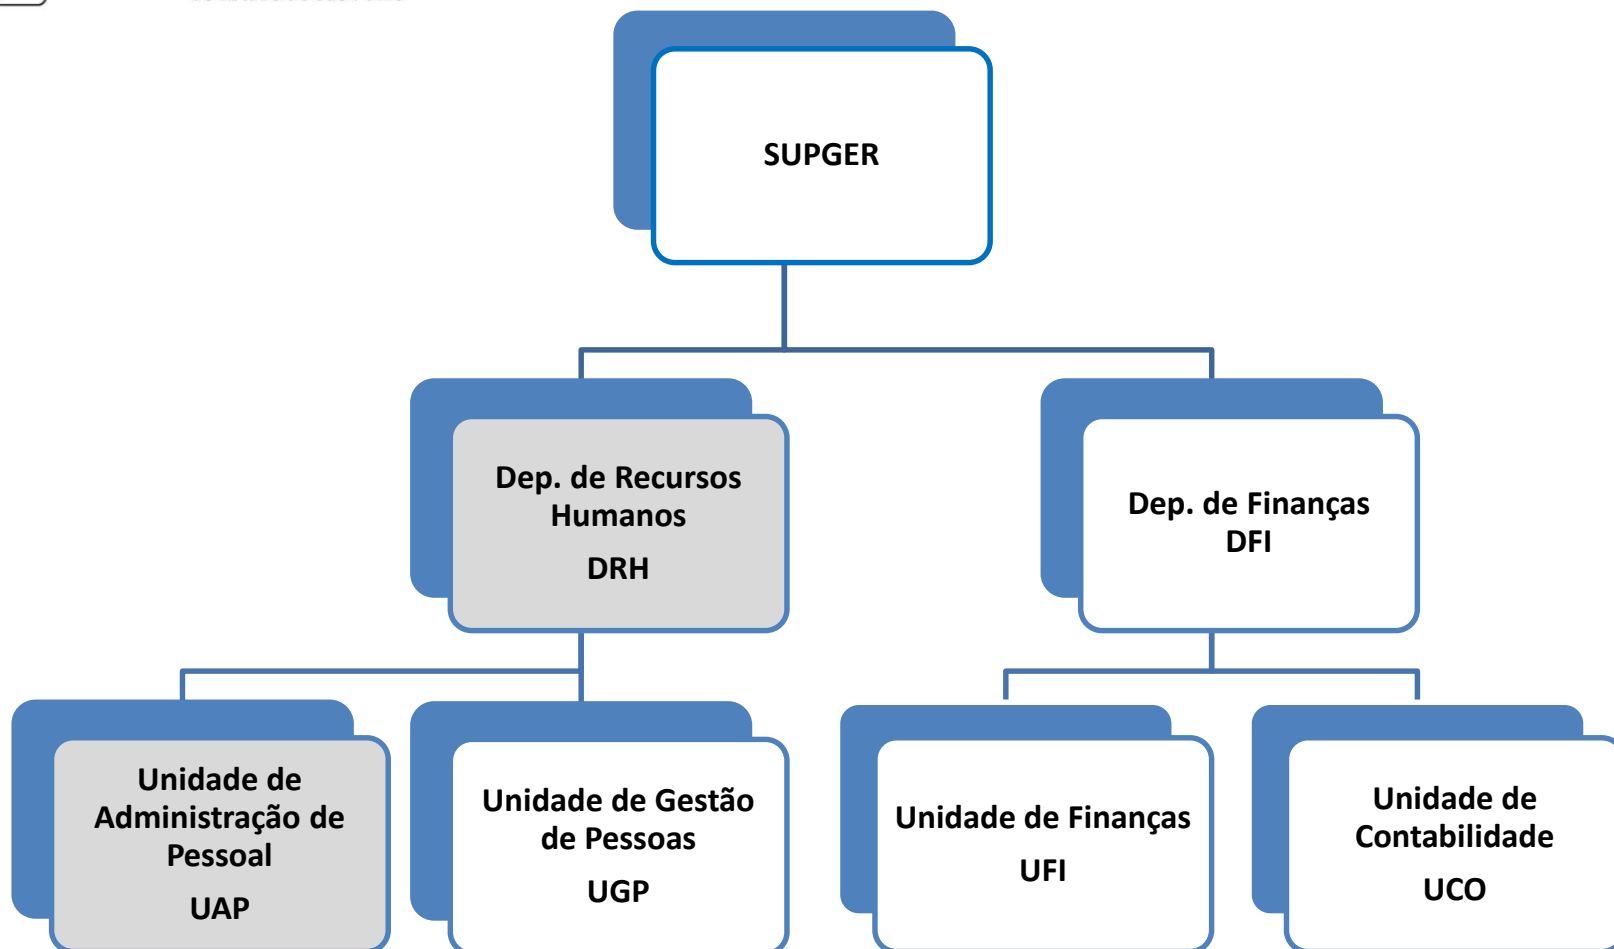 SUPGER
Dep. de Recursos
Humanos
DRH
Dep. de Finanças
DFI
Unidade de
Administração de
Pessoal
UAP
Unidade de Gestão
de Pessoas
UGP
Unidade de Finanças
UFI
Unidade de
Contabilidade
UCO